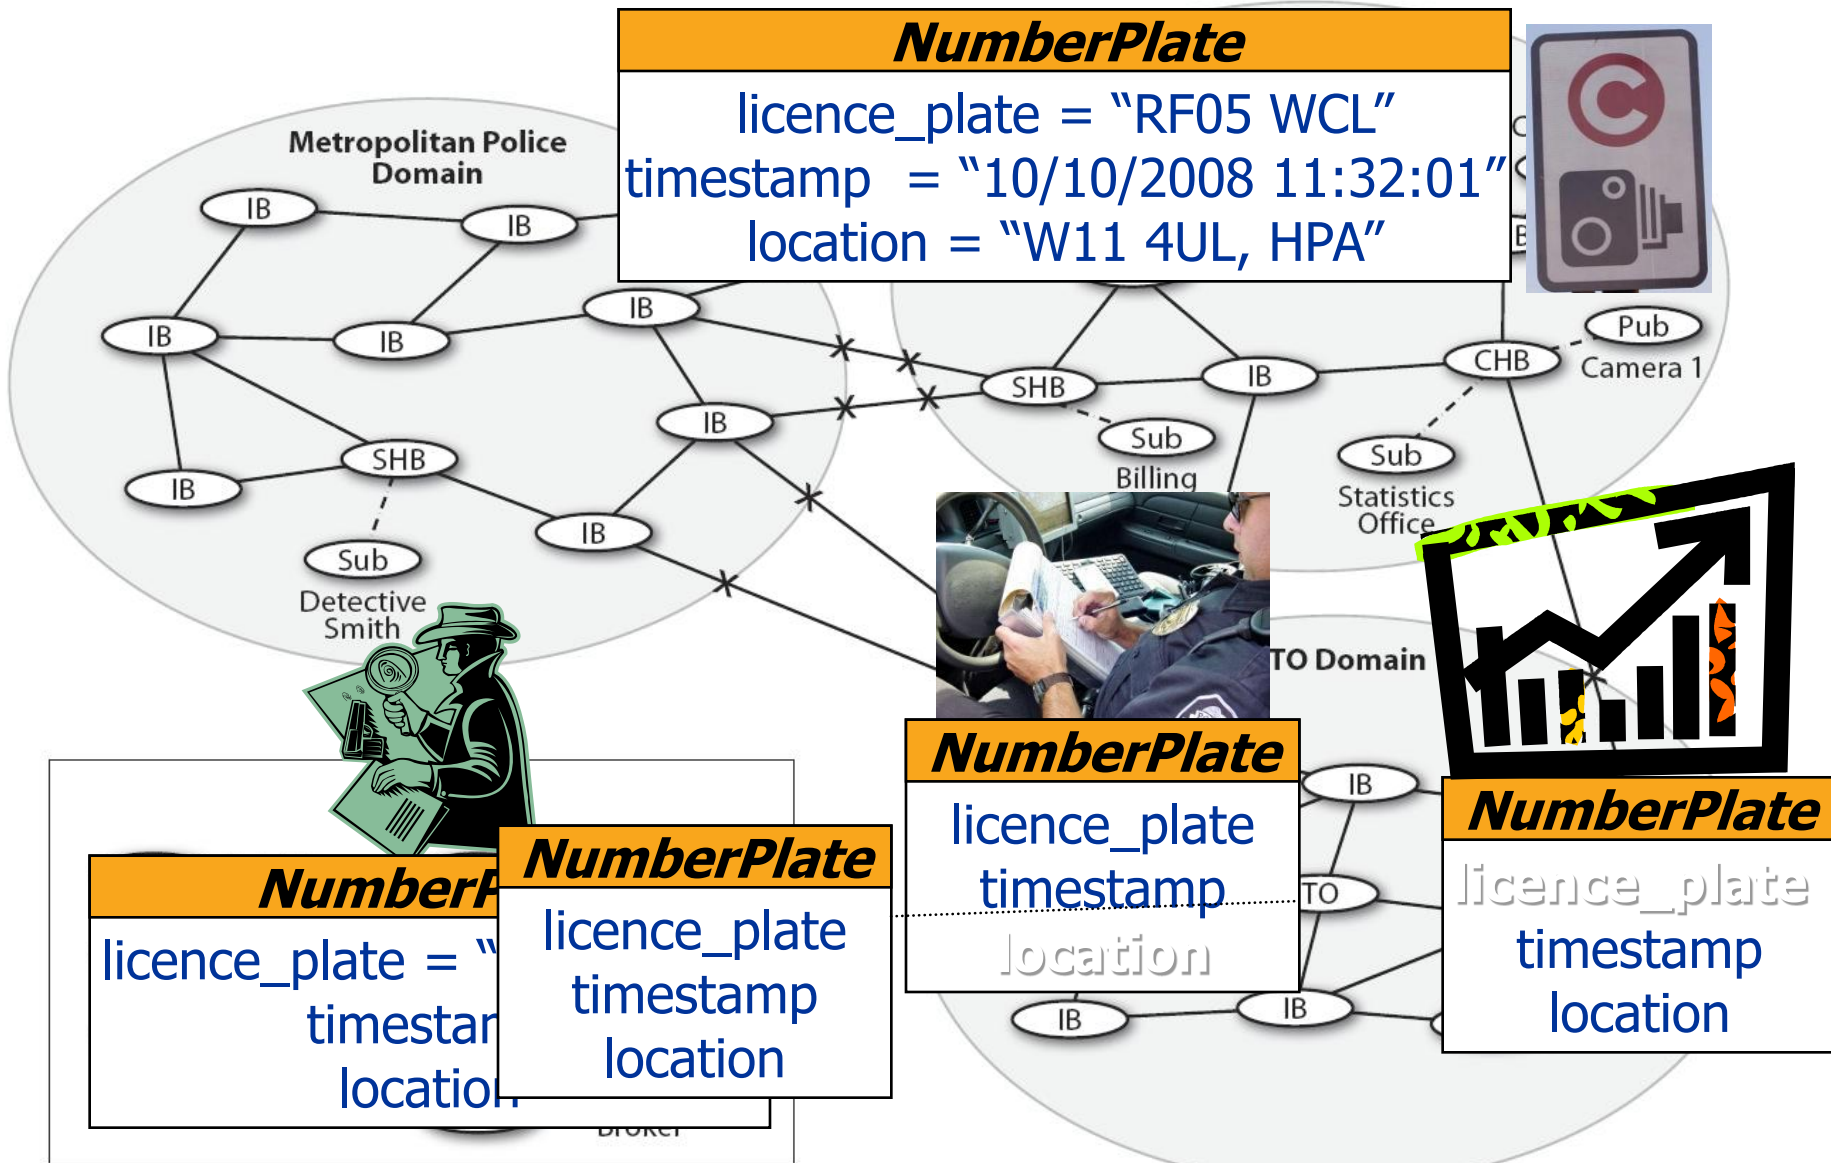 NumberPlate
licence_plate = “RF05 WCL”
timestamp = “10/10/2008 11:32:01”
location = “W11 4UL, HPA”
C
Metropolitan Police
Domain
IB
IB
IB
IB
IB
IB
SHB
IB
IB
Sub
Detective
Smith
SHB
IB
CHB
Pub
Camera 1
Sub
Billing
Sub
Statistics
Office
TO Domain
IB
TO
IB
IB
NumberPlate
licence_plate
timestamp
location
NumberPlate
licence_plate
timestamp
location
NumberPlate
licence_plate
timestamp
location
licence_plate = “
Broker